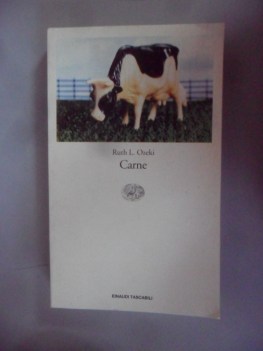 Ruth L. Ozeki
Carne
EINAUDI TASCABILI